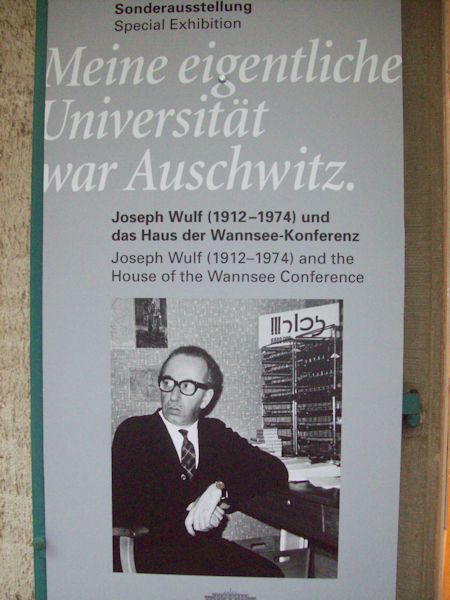 Sonderausstellung
Special Exhibition
Meine eigentliche
Universität
war Auschwitz.
Joseph Wulf (1912–1974) und
das Haus der Wannsee-Konferenz
Joseph Wulf (1912–1974) and the
House of the Wannsee Conference
זכור!!!